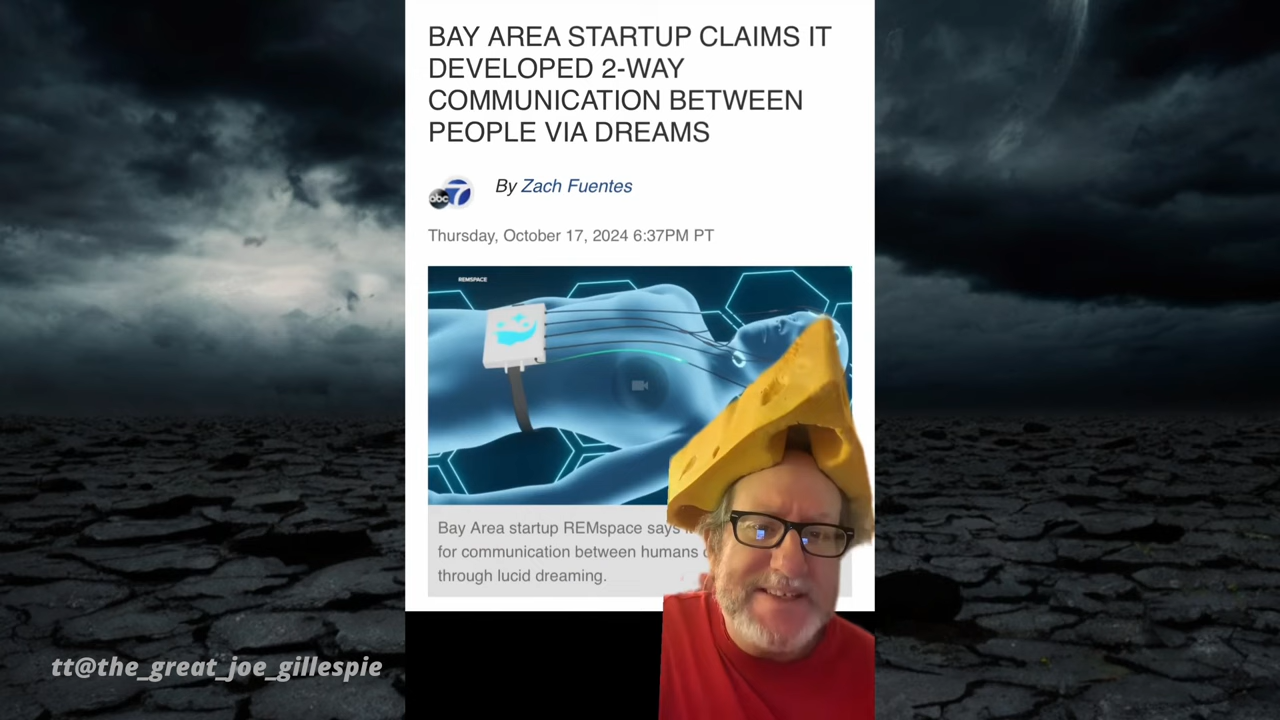 BAY AREA STARTUP CLAIMS IT
DEVELOPED 2-WAY
COMMUNICATION BETWEEN
PEOPLE VIA DREAMS
abc 7
By Zach Fuentes
Thursday, October 17, 2024 6:37PM PT
REMSPACE
Bay Area startup REMspace says
for communication between humans
through lucid dreaming.
tt@the_great_joe_gillespie